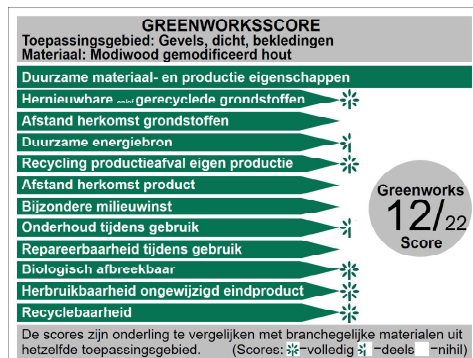 GREENWORKSSCORE
Toepassingsgebied: Gevels, dicht, bekledingen
Materiaal: Modiwood gemodificeerd hout
Duurzame materiaal- en productie eigenschappen
Hernieuwbare en/of gerecyclede grondstoffen
Afstand herkomst grondstoffen
Duurzame energiebron
Recycling productieafval eigen productie
Afstand herkomst product
Bijzondere milieuwinst
Onderhoud tijdens gebruik
Repareerbaarheid tijdens gebruik
Biologisch afbreekbaar
Herbruikbaarheid ongewijzigd eindproduct
Recyclebaarheid
Greenworks
12/22
Score
De scores zijn onderling te vergelijken met branchegelijke materialen uit
hetzelfde toepassingsgebied. (Scores: =volledig =deels =nihil)